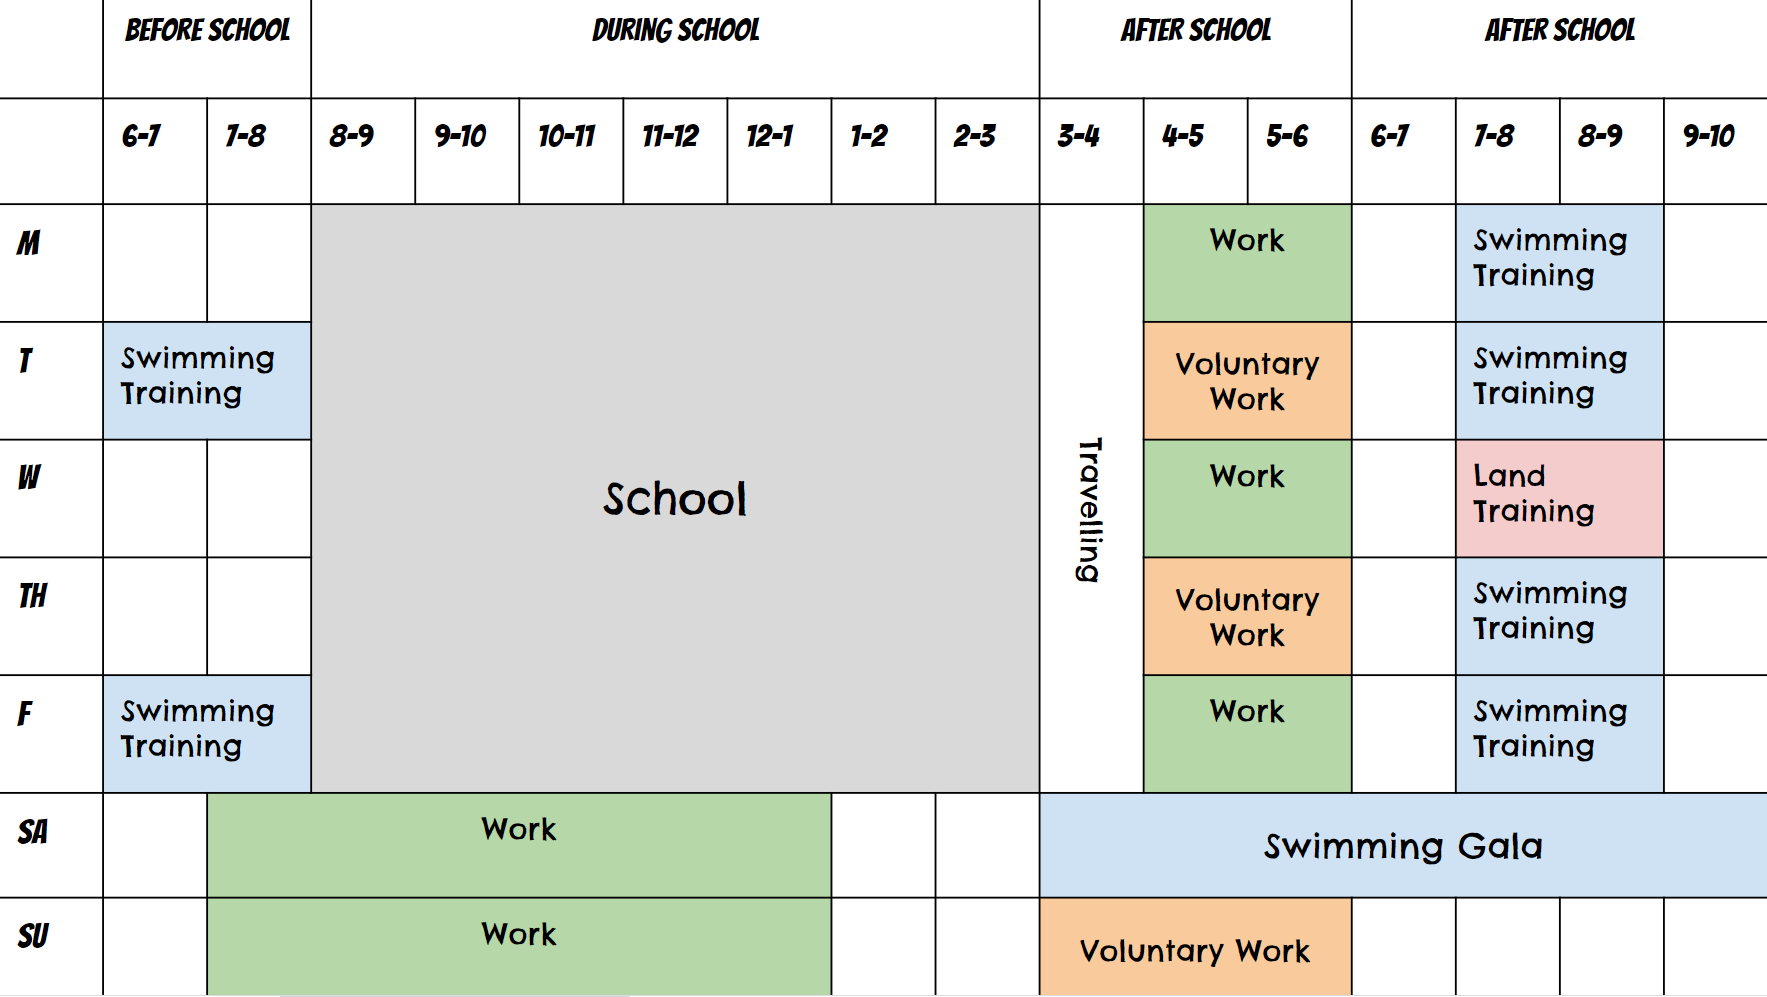 BEFORE SCHOOL DURING SCHOOL AFTER SCHOOL AFTER SCHOOL
6-7 7-8 8-9 9-10 10-11 11-12 12-1 1-2 2-3 3-4 4-5 5-6 6-7 7-8 8-9 9-10
M
Work
Swimming
Training
T
Swimming
Training
Voluntary
Work
Swimming
Training
W
School
Travelling
Work
Land
Training
TH
Voluntary
Work
Swimming
Training
F
Swimming
Training
Work
Swimming
Training
SA
Work
Swimming Gala
SU
Work
Voluntary Work